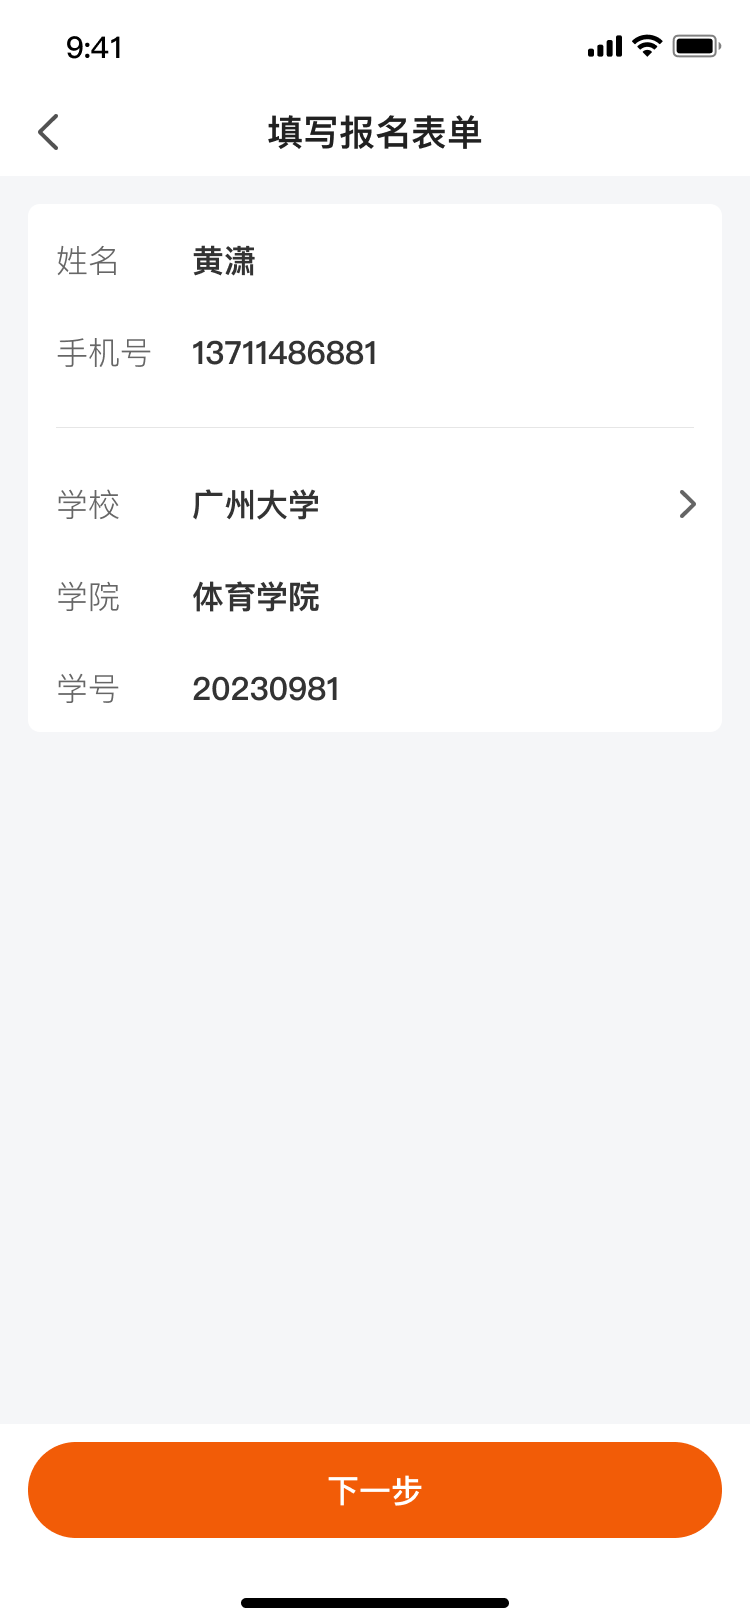 9:41
填写报名表单
姓名 黄潇
手机号 13711486881
学校 广州大学
学院 体育学院
学号 20230981
下一步